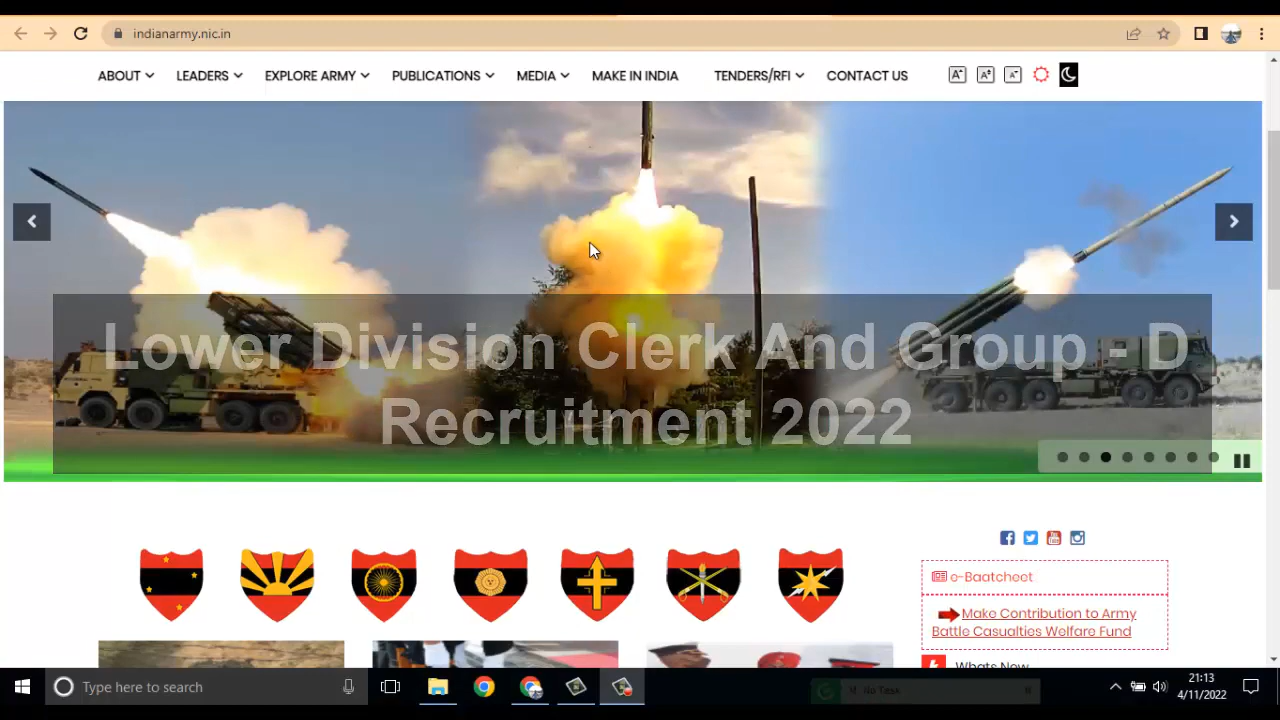 indianarmy.nic.in
ABOUT LEADERS EXPLORE ARMY PUBLICATIONS MEDIA MAKE IN INDIA TENDERS/RFI CONTACT US
Lower Division Clerk And Group - D
Recruitment 2022
e-Baatcheet
Make Contribution to Army
Battle Casualties Welfare Fund
Whats New
Type here to search
No Task
21:13
4/11/2022